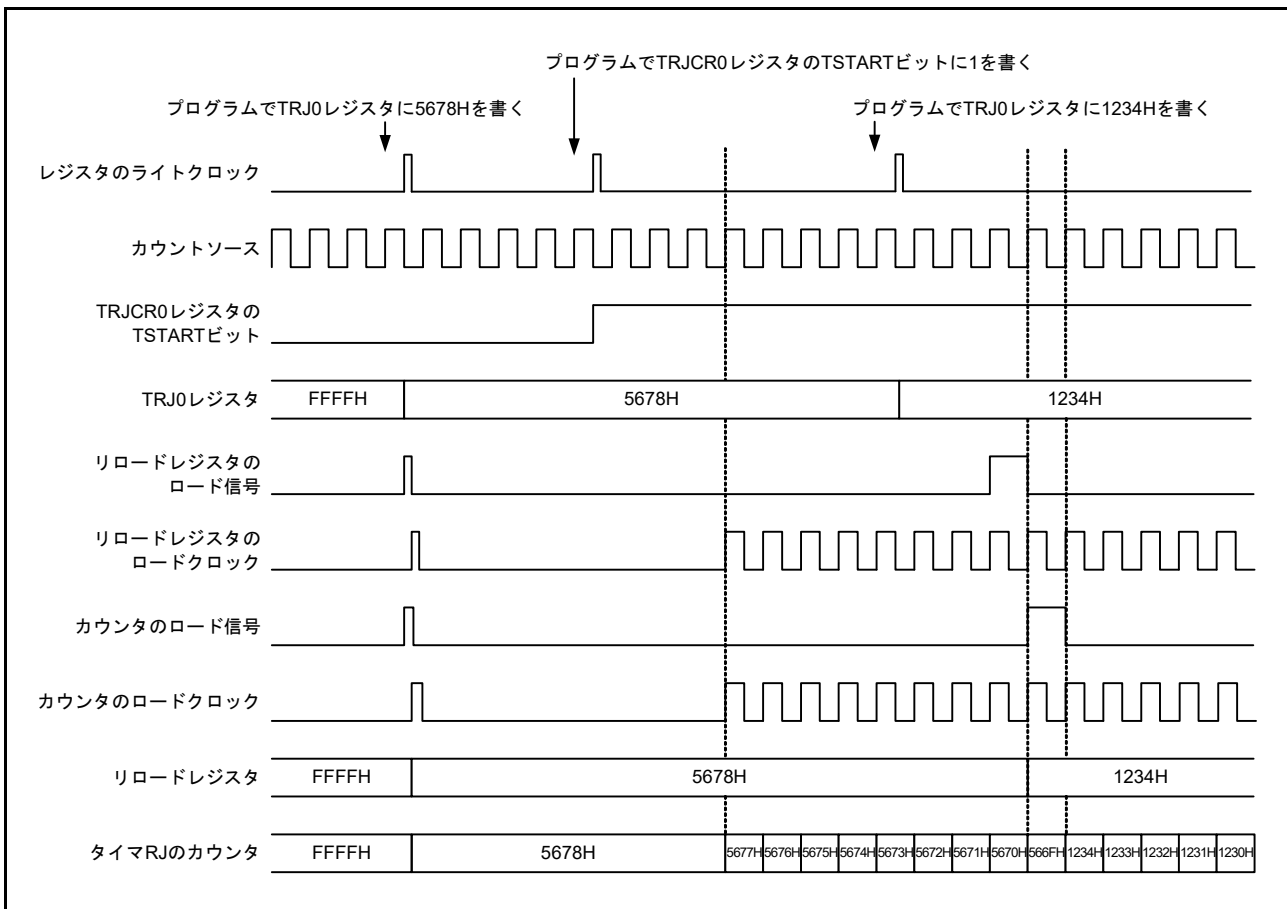 プログラムでTRJCR0レジスタのTSTARTビットに1を書く
プログラムでTRJ0レジスタに5678Hを書く
プログラムでTRJ0レジスタに1234Hを書く
レジスタのライトクロック
カウントソース
TRJCR0レジスタの
TSTARTビット
TRJ0レジスタ FFFFH 5678H 1234H
リロードレジスタの
ロード信号
リロードレジスタの
ロードクロック
カウンタのロード信号
カウンタのロードクロック
リロードレジスタ FFFFH 5678H 1234H
タイマRJのカウンタ FFFFH 5678H 5677H 5676H 5675H 5674H 5673H 5672H 5671H 5670H 566FH 1234H 1233H 1232H 1231H 1230H